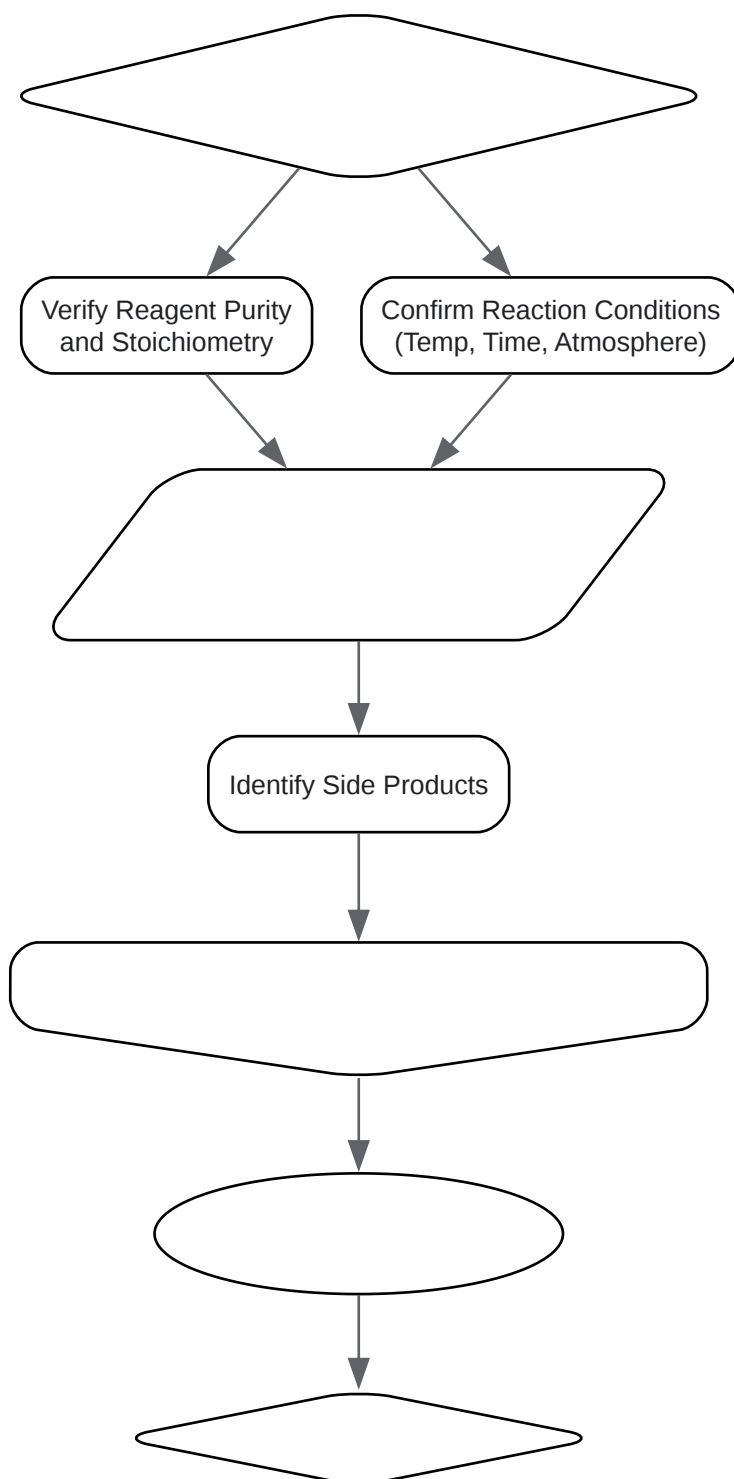 Verify Reagent Purity
and Stoichiometry
Confirm Reaction Conditions
(Temp, Time, Atmosphere)
Identify Side Products